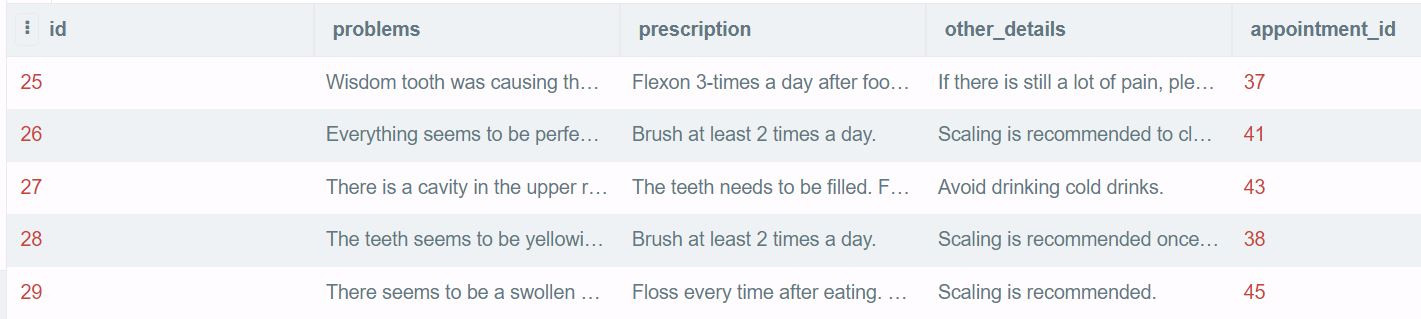 id problems prescription other_details appointment_id
25 Wisdom tooth was causing th… Flexon 3-times a day after foo… If there is still a lot of pain, ple… 37
26 Everything seems to be perfe… Brush at least 2 times a day. Scaling is recommended to cl… 41
27 There is a cavity in the upper r… The teeth needs to be filled. F… Avoid drinking cold drinks. 43
28 The teeth seems to be yellowi… Brush at least 2 times a day. Scaling is recommended once… 38
29 There seems to be a swollen … Floss every time after eating. … Scaling is recommended. 45